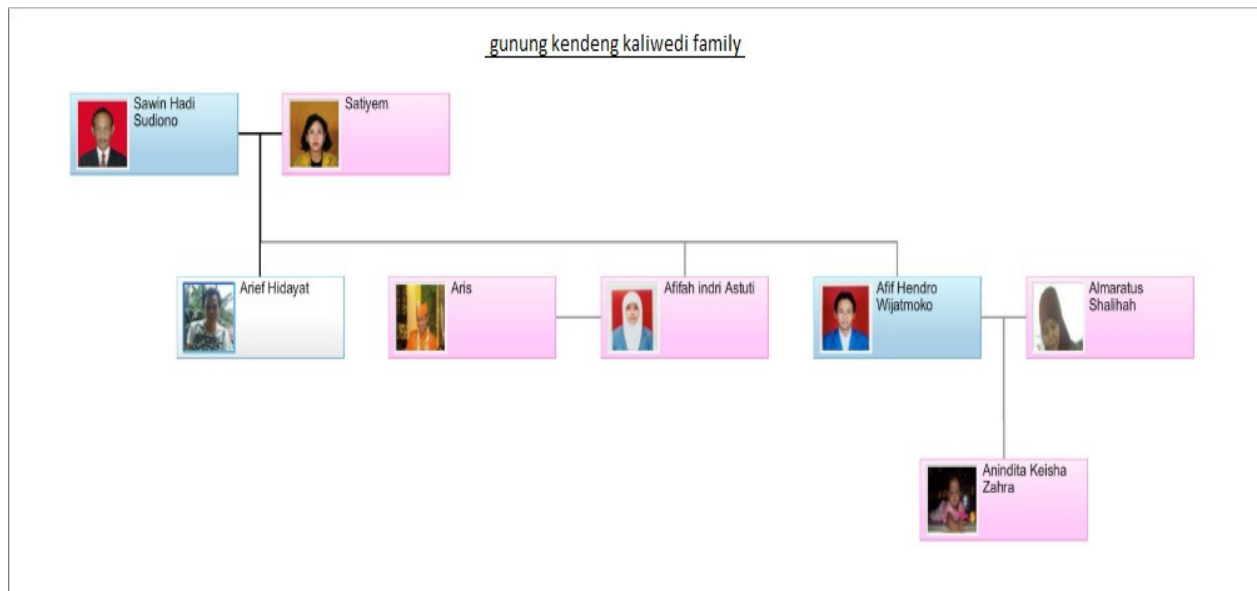 gunung kendeng kaliwedi family
Sawin Hadi
Sudiono
Satiyem
Arief Hidayat
Aris
Afifah indri Astuti
Afif Hendro
Wijatmoko
Almaratus
Shalihah
Anindita Keisha
Zahra